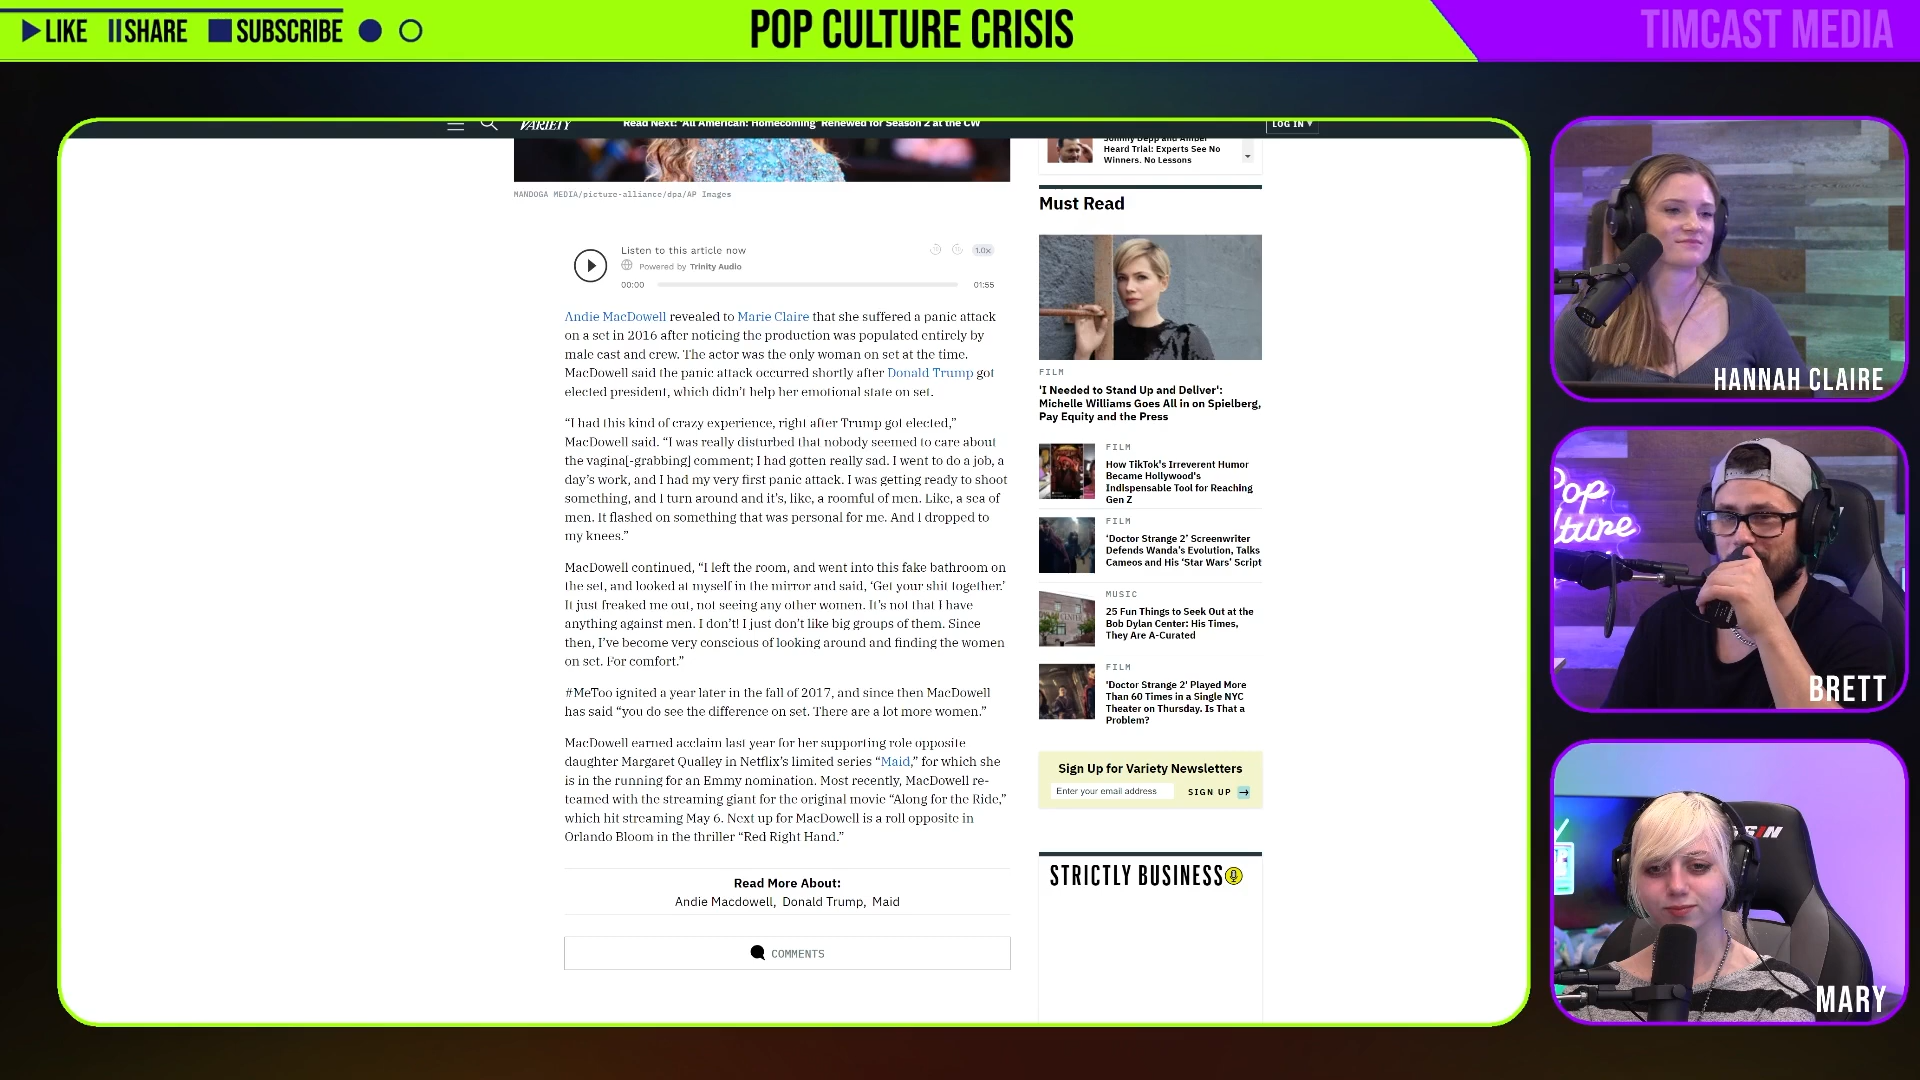 LIKE SHARE SUBSCRIBE
POP CULTURE CRISIS
TIMCAST MEDIA
VARIETY
Read Next: 'All American: Homecoming' Renewed for Season 2 at the CW
LOG IN
MANDOGA MEDIA/picture-alliance/dpa/AP Images
Listen to this article now
Powered by Trinity Audio
1.0x
00:00
01:55
Andie MacDowell revealed to Marie Claire that she suffered a panic attack
on a set in 2016 after noticing the production was populated entirely by
male cast and crew. The actor was the only woman on set at the time.
MacDowell said the panic attack occurred shortly after Donald Trump got
elected president, which didn’t help her emotional state on set.
“I had this kind of crazy experience, right after Trump got elected,”
MacDowell said. “I was really disturbed that nobody seemed to care about
the vagina[-grabbing] comment; I had gotten really sad. I went to do a job, a
day’s work, and I had my very first panic attack. I was getting ready to shoot
something, and I turn around and it’s, like, a roomful of men. Like, a sea of
men. It flashed on something that was personal for me. And I dropped to
my knees.”
MacDowell continued, “I left the room, and went into this fake bathroom on
the set, and looked at myself in the mirror and said, ‘Get your shit together.’
It just freaked me out, not seeing any other women. It’s not that I have
anything against men. I don’t! I just don’t like big groups of them. Since
then, I’ve become very conscious of looking around and finding the women
on set. For comfort.”
#MeToo ignited a year later in the fall of 2017, and since then MacDowell
has said “you do see the difference on set. There are a lot more women.”
MacDowell earned acclaim last year for her supporting role opposite
daughter Margaret Qualley in Netflix’s limited series “Maid,” for which she
is in the running for an Emmy nomination. Most recently, MacDowell re-
teamed with the streaming giant for the original movie “Along for the Ride,”
which hit streaming May 6. Next up for MacDowell is a roll opposite in
Orlando Bloom in the thriller “Red Right Hand.”
Read More About:
Andie Macdowell, Donald Trump, Maid
COMMENTS
Johnny Depp and Amber
Heard Trial: Experts See No
Winners, No Lessons
Must Read
FILM
'I Needed to Stand Up and Deliver':
Michelle Williams Goes All in on Spielberg,
Pay Equity and the Press
FILM
How TikTok's Irreverent Humor
Became Hollywood's
Indispensable Tool for Reaching
Gen Z
FILM
‘Doctor Strange 2’ Screenwriter
Defends Wanda’s Evolution, Talks
Cameos and His ‘Star Wars’ Script
MUSIC
25 Fun Things to Seek Out at the
Bob Dylan Center: His Times,
They Are A-Curated
FILM
'Doctor Strange 2' Played More
Than 60 Times in a Single NYC
Theater on Thursday. Is That a
Problem?
Sign Up for Variety Newsletters
Enter your email address
SIGN UP
STRICTLY BUSINESS
HANNAH CLAIRE
BRETT
MARY